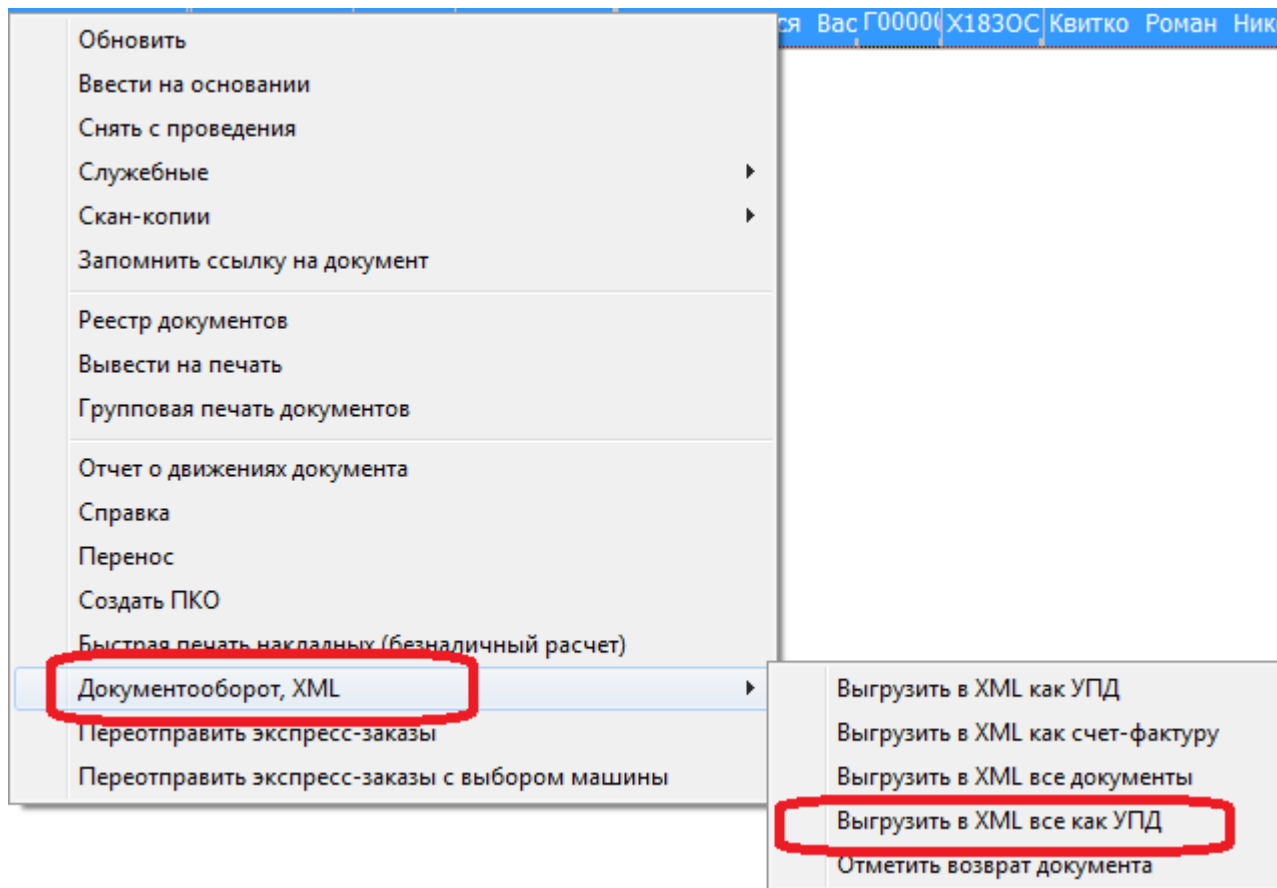 ся Вас Г00000 Х183ОС Квитко Роман Ник
Обновить
Ввести на основании
Снять с проведения
Служебные
Скан-копии
Запомнить ссылку на документ
Реестр документов
Вывести на печать
Групповая печать документов
Отчет о движениях документа
Справка
Перенос
Создать ПКО
Быстрая печать накладных (безналичный расчет)
Документооборот, XML
Переотправить экспресс-заказы
Переотправить экспресс-заказы с выбором машины
Выгрузить в XML как УПД
Выгрузить в XML как счет-фактуру
Выгрузить в XML все документы
Выгрузить в XML все как УПД
Отметить возврат документа